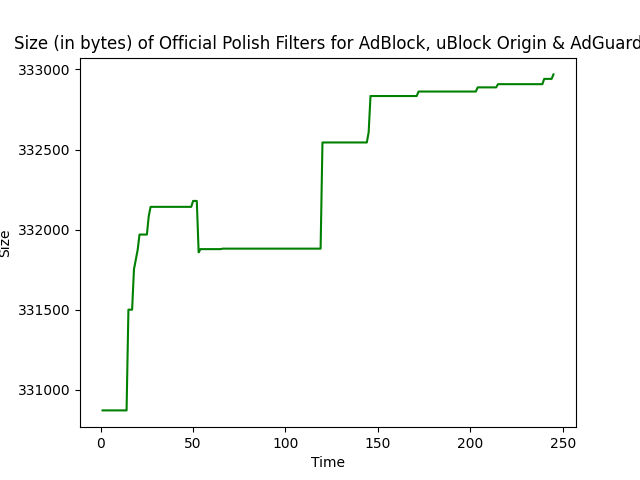 Size (in bytes) of Official Polish Filters for AdBlock, uBlock Origin & AdGuard
333000
332500
332000
331500
331000
Size
0 50 100 150 200 250
Time